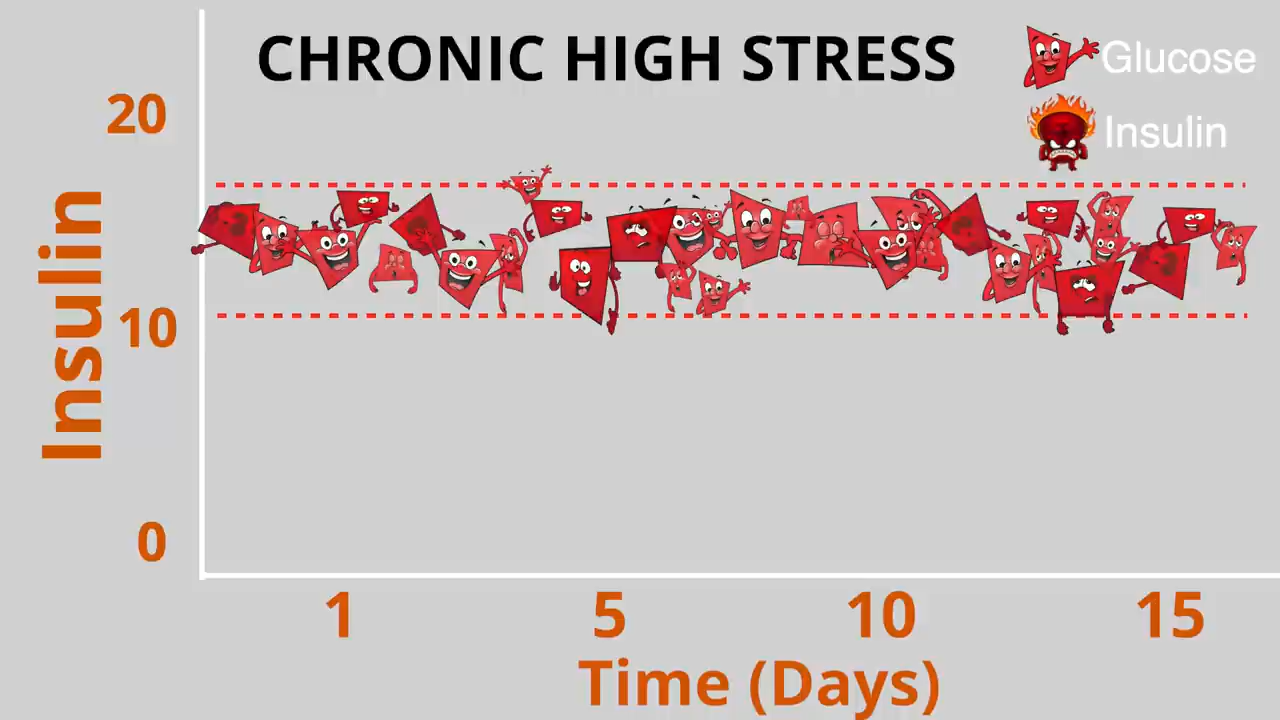 CHRONIC HIGH STRESS
Glucose
Insulin
20
10
0
Insulin
1 5 10 15
Time (Days)